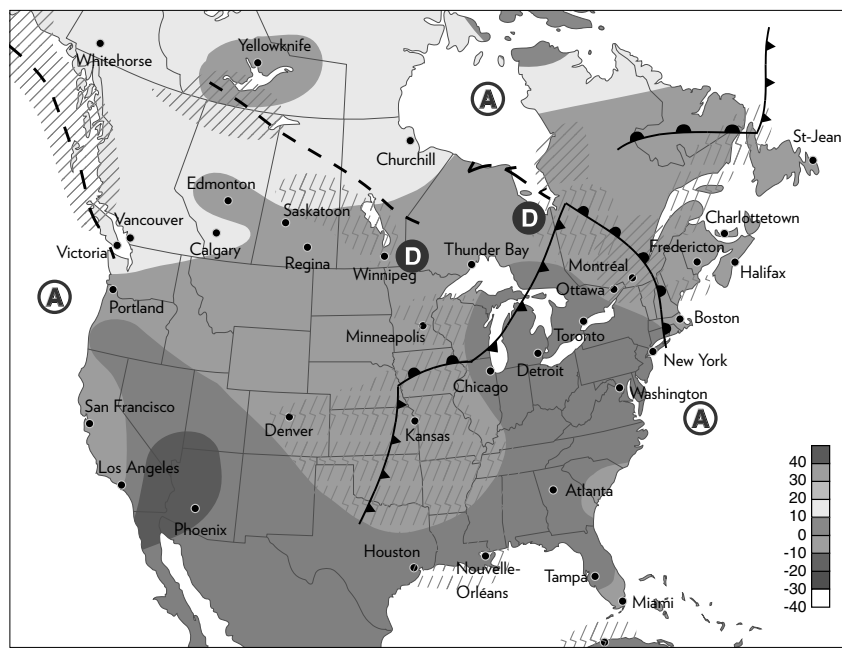 Yellowknife
Whitehorse
A
St-Jean
Churchill
Edmonton
Saskatoon
D
Vancouver
Charlottetown
Victoria
Calgary
Regina
Winnipeg
D
Thunder Bay
Montréal
Fredericton
Halifax
Ottawa
A
Portland
Minneapolis
Toronto
Boston
New York
Chicago
Detroit
Washington
San Francisco
Denver
Kansas
A
Los Angeles
Phoenix
Atlanta
Houston
Nouvelle-
Orléans
Tampa
Miami
40
30
20
10
0
-10
-20
-30
-40